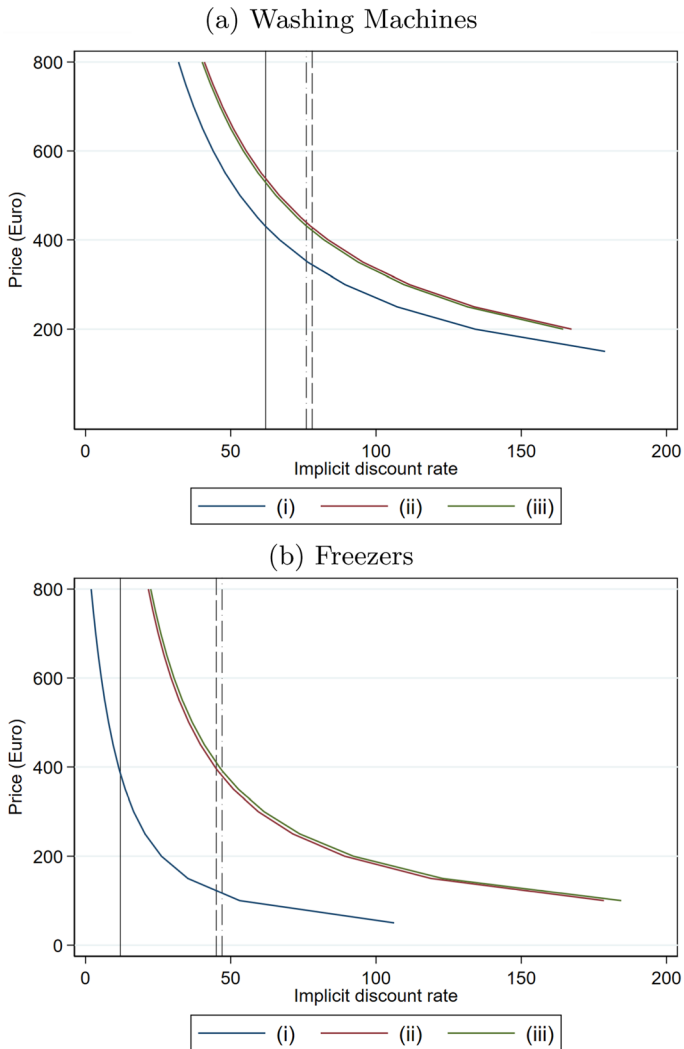 (a) Washing Machines
800
600
400
200
Price (Euro)
0 50 100 150 200
Implicit discount rate
(i) (ii) (iii)
(b) Freezers
800
600
400
200
0
Price (Euro)
0 50 100 150 200
Implicit discount rate
(i) (ii) (iii)